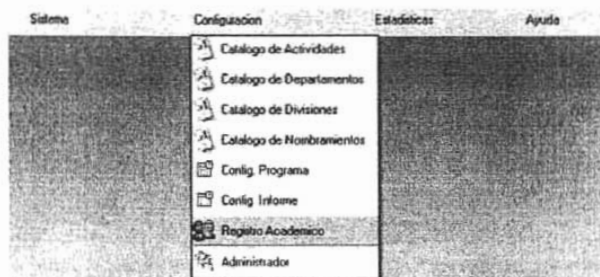 Sistema Configuracion Estadisticas Ayuda
Catalogo de Actividades
Catalogo de Departamentos
Catalogo de Divisiones
Catalogo de Nombramientos
Config. Programa
Config Informe
Registro Academico
Administrador